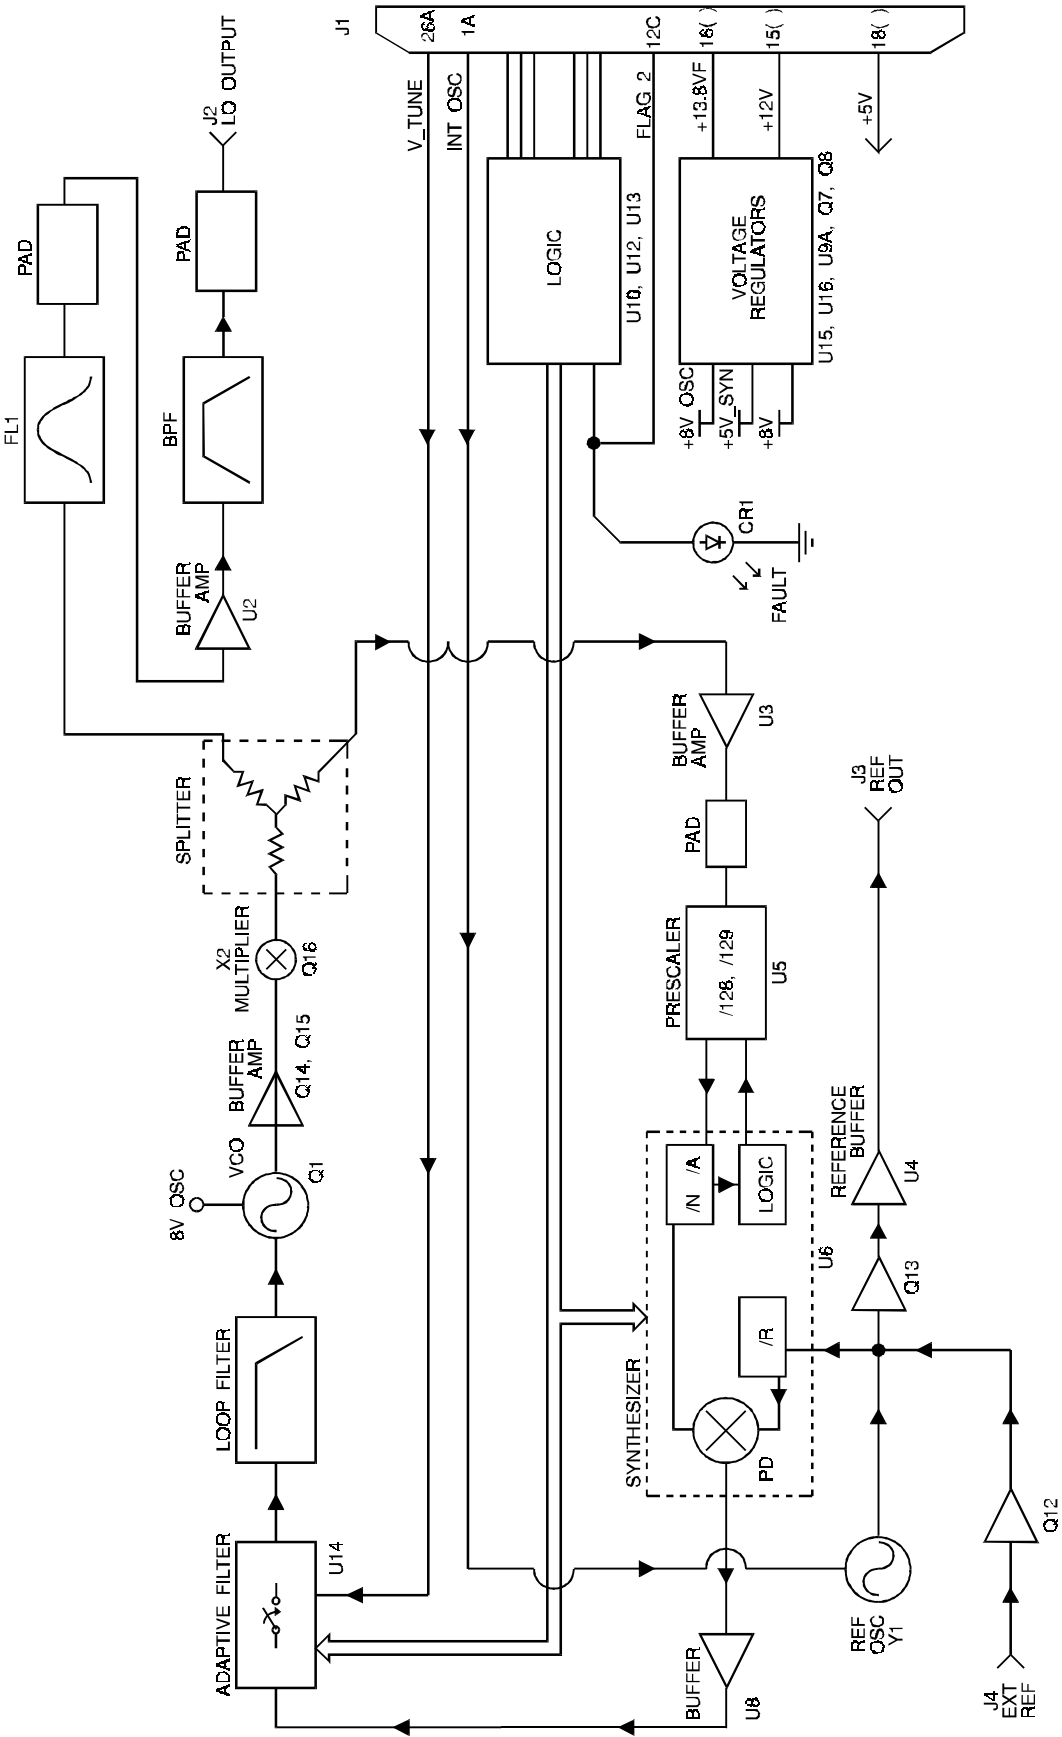 FL1
PAD
ADAPTIVE FILTER
U14
LOOP FILTER
8V OSC
VCO
Q1
BUFFER
AMP
Q14, Q15
X2
MULTIPLIER
Q16
SPLITTER
BUFFER
AMP
U2
BPF
PAD
J2
LO OUTPUT
J1
V_TUNE
26A
INT OSC
1A
LOGIC
U10, U12, U13
FLAG 2
12C
SYNTHESIZER
PD
/R
/N /A
LOGIC
U6
PRESCALER
/128, /129
U5
PAD
BUFFER
AMP
U3
BUFFER
U8
CR1
FAULT
+8V OSC
+5V_SYN
+8V
VOLTAGE
REGULATORS
U15, U16, U9A, Q7, Q8
+13.8VF
16( )
+12V
15( )
+5V
18( )
REF
OSC
Y1
Q13
REFERENCE
BUFFER
U4
J3
REF
OUT
J4
EXT
REF
Q12